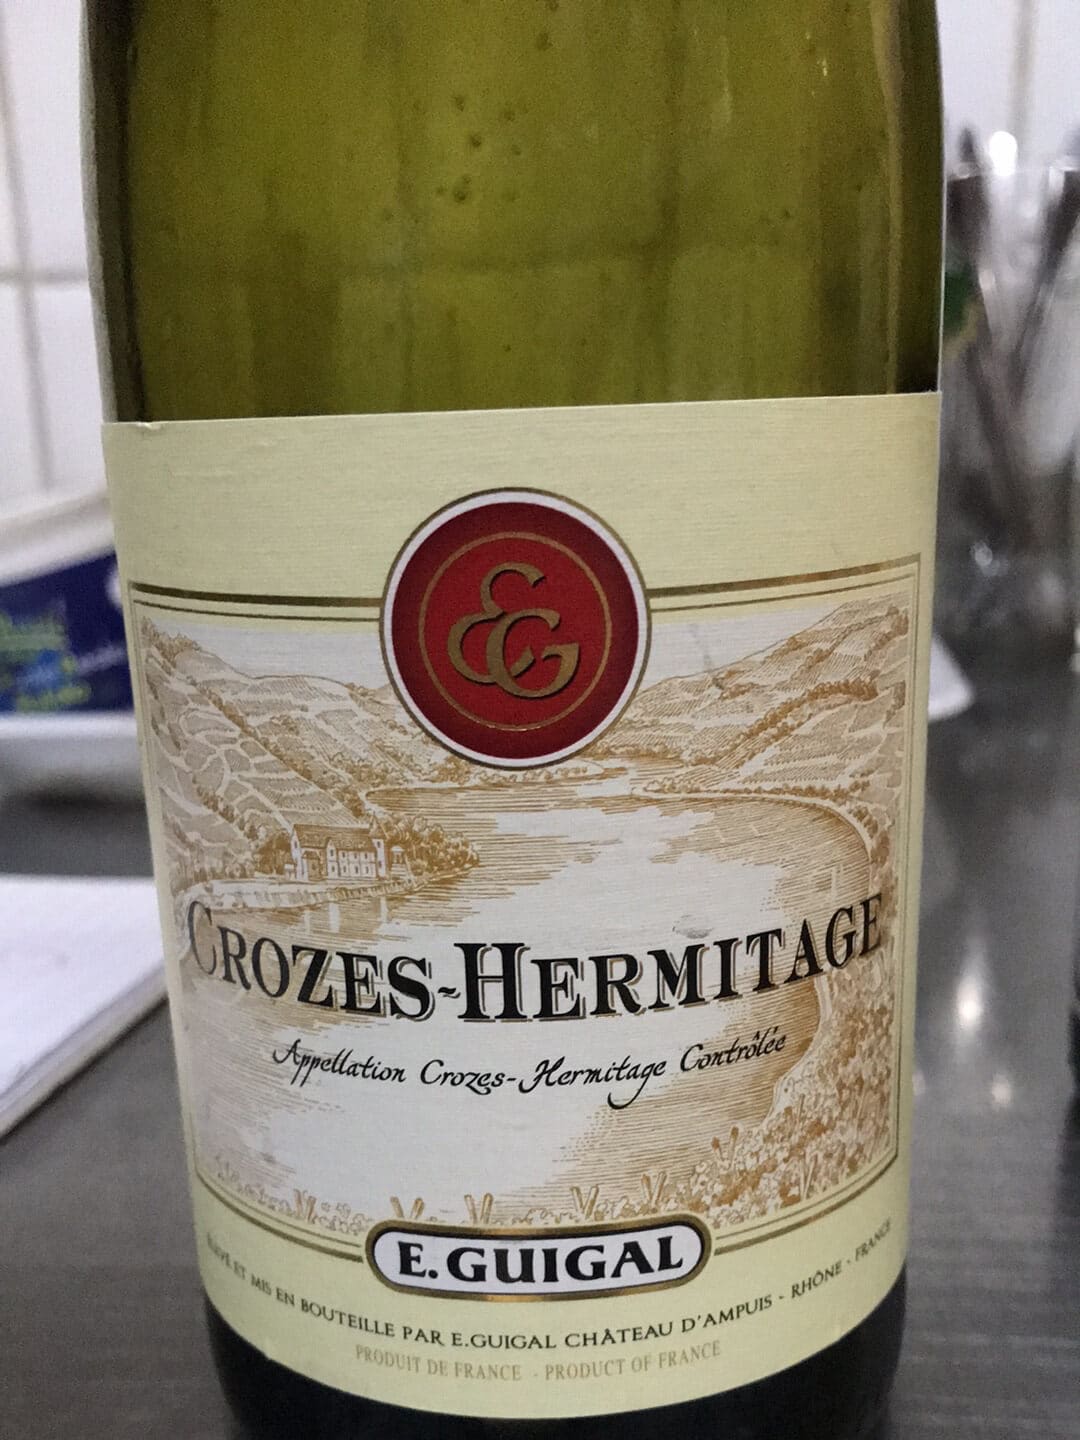 EG
CROZES-HERMITAGE
Appellation Crozes-Hermitage Contrôlée
E.GUIGAL
ELEVÉ ET MIS EN BOUTEILLE PAR E.GUIGAL CHÂTEAU D'AMPUIS - RHÔNE - FRANCE
PRODUIT DE FRANCE - PRODUCT OF FRANCE